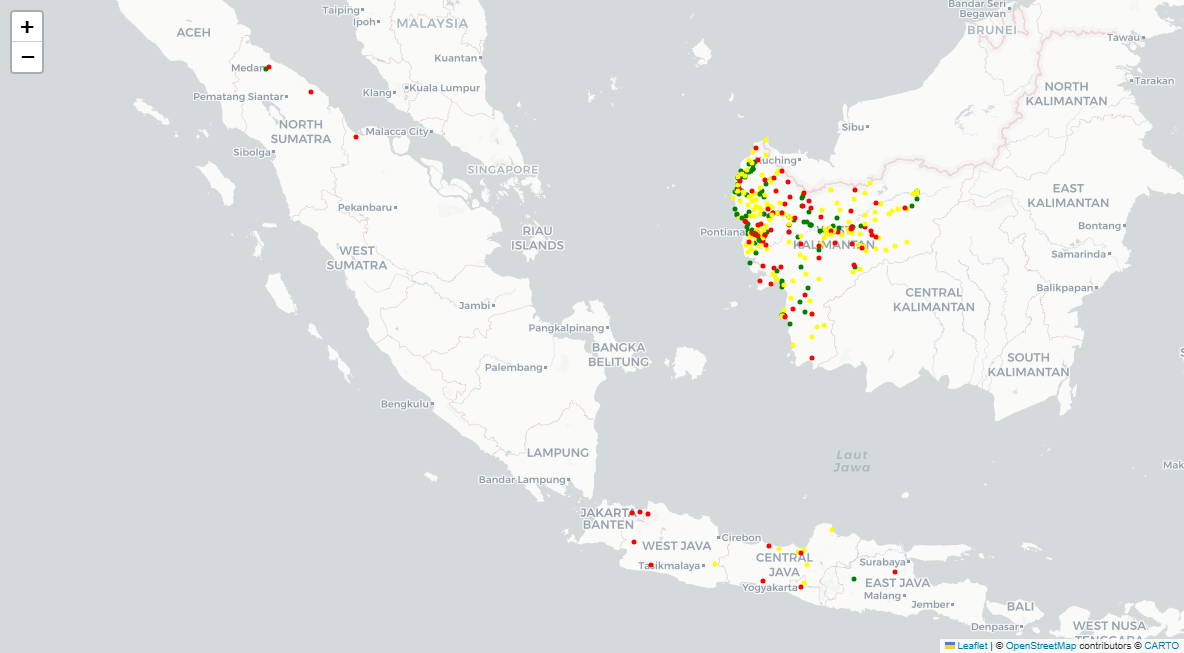 +
−
Taiping
Ipoh
ACEH
MALAYSIA
Medan
Kuantan
Pematang Siantar
Klang
Kuala Lumpur
NORTH
SUMATRA
Malacca City
Sibolga
SINGAPORE
Pekanbaru
RIAU
ISLANDS
WEST
SUMATRA
Jambi
Pangkalpinang
BANGKA
BELITUNG
Palembang
Bengkulu
LAMPUNG
Bandar Lampung
Bandar Seri
Begawan
BRUNEI
Tawau
Tarakan
NORTH
KALIMANTAN
Sibu
Kuching
EAST
KALIMANTAN
Bontang
KALIMANTAN
Samarinda
Balikpapan
CENTRAL
KALIMANTAN
SOUTH
KALIMANTAN
Laut
Jawa
Mak
JAKARTA
BANTEN
WEST JAVA
Cirebon
Tasikmalaya
CENTRAL
JAVA
Yogyakarta
Surabaya
EAST JAVA
Malang
Jember
BALI
Denpasar
WEST NUSA
TENGGARA
Leaflet | © OpenStreetMap contributors © CARTO